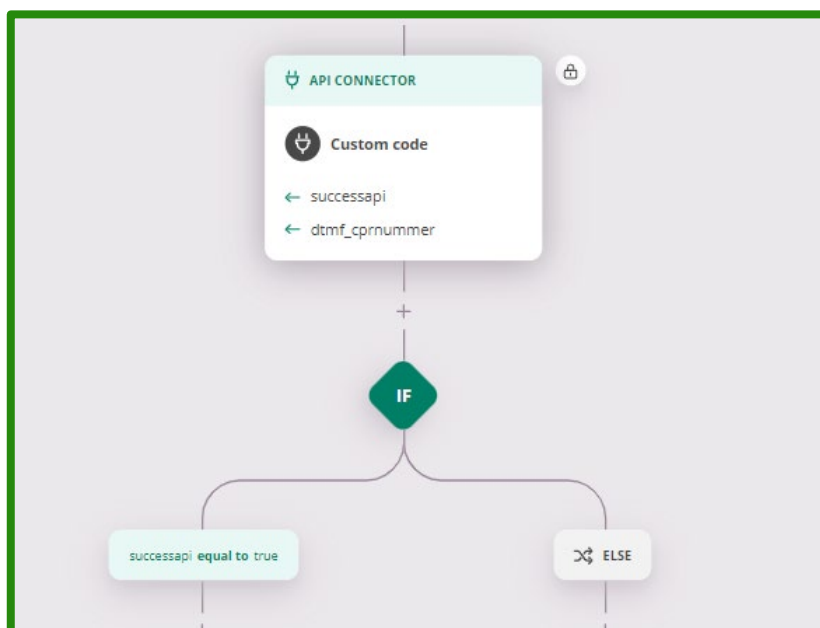 API CONNECTOR
Custom code
← successapi
← dtmf_cprnummer
+
IF
successapi equal to true
ELSE